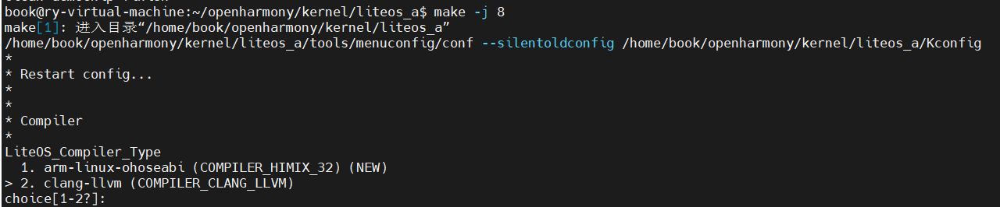 book@ry-virtual-machine:~/openharmony/kernel/liteos_a$ make -j 8
make[1]: 进入目录“/home/book/openharmony/kernel/liteos_a”
/home/book/openharmony/kernel/liteos_a/tools/menuconfig/conf --silentoldconfig /home/book/openharmony/kernel/liteos_a/Kconfig
*
* Restart config...
*
*
* Compiler
*
LiteOS_Compiler_Type
  1. arm-linux-ohoseabi (COMPILER_HIMIX_32) (NEW)
> 2. clang-llvm (COMPILER_CLANG_LLVM)
choice[1-2?]: